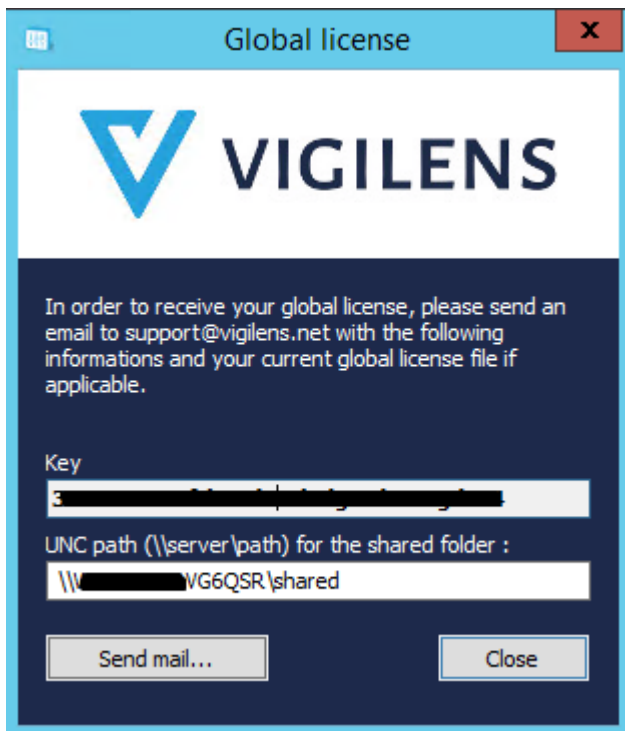 Global license
VIGILENS
In order to receive your global license, please send an
email to support@vigilens.net with the following
informations and your current global license file if
applicable.
Key
UNC path (\\server\path) for the shared folder :
VG6QSR\shared
Send mail...
Close